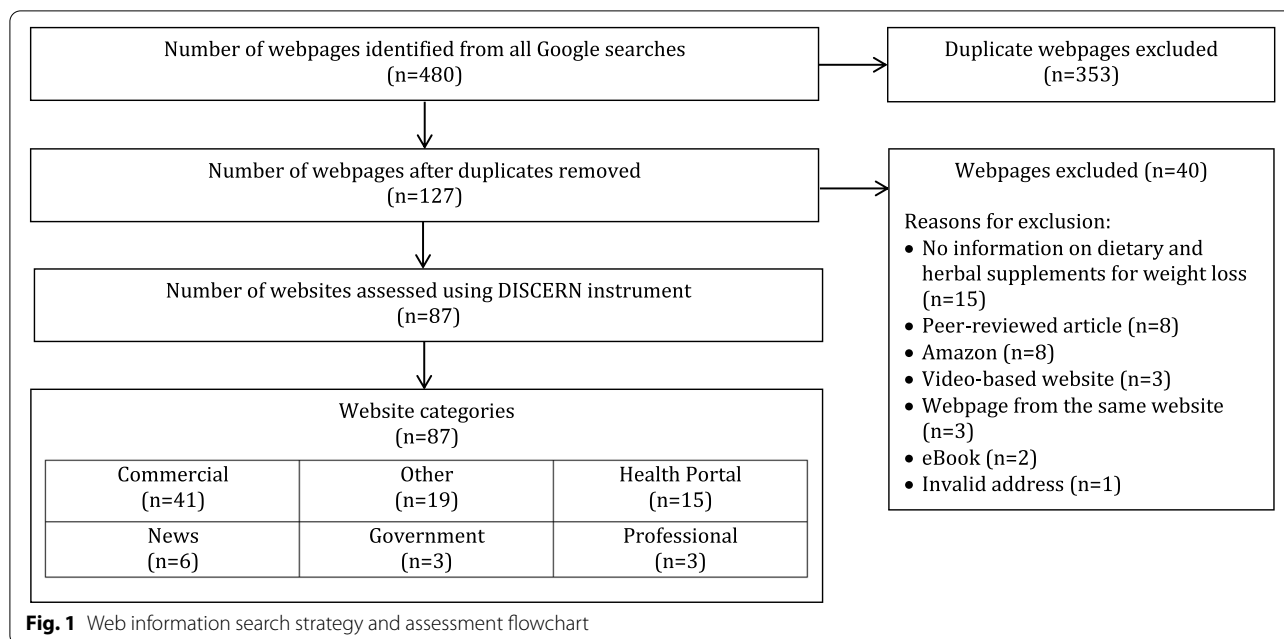 Number of webpages identified from all Google searches
(n=480)
Duplicate webpages excluded
(n=353)
Number of webpages after duplicates removed
(n=127)
Webpages excluded (n=40)
Reasons for exclusion:
• No information on dietary and
herbal supplements for weight loss
(n=15)
• Peer-reviewed article (n=8)
• Amazon (n=8)
• Video-based website (n=3)
• Webpage from the same website
(n=3)
• eBook (n=2)
• Invalid address (n=1)
Number of websites assessed using DISCERN instrument
(n=87)
Website categories
(n=87)
Commercial
(n=41)
Other
(n=19)
Health Portal
(n=15)
News
(n=6)
Government
(n=3)
Professional
(n=3)
Fig. 1 Web information search strategy and assessment flowchart